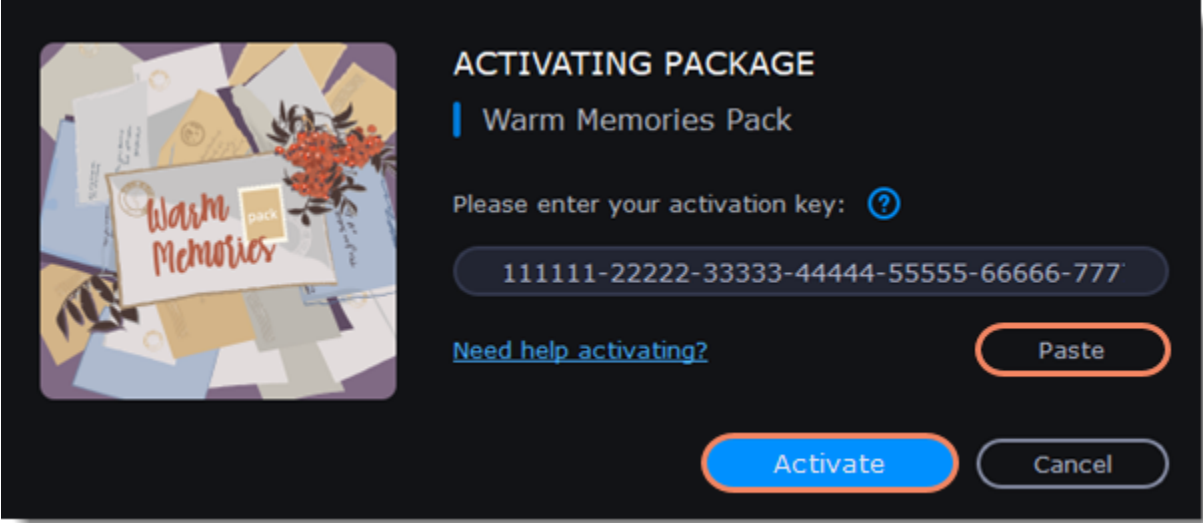 ACTIVATING PACKAGE
Warm Memories Pack
Warm
Memories
pack
Please enter your activation key: ?
111111-22222-33333-44444-55555-66666-777
Need help activating?
Paste
Activate
Cancel